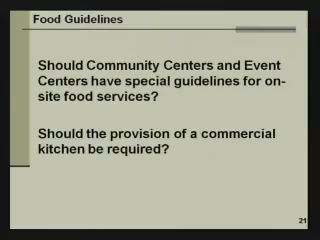 Food Guidelines
Should Community Centers and Event
Centers have special guidelines for on-
site food services?
Should the provision of a commercial
kitchen be required?
21